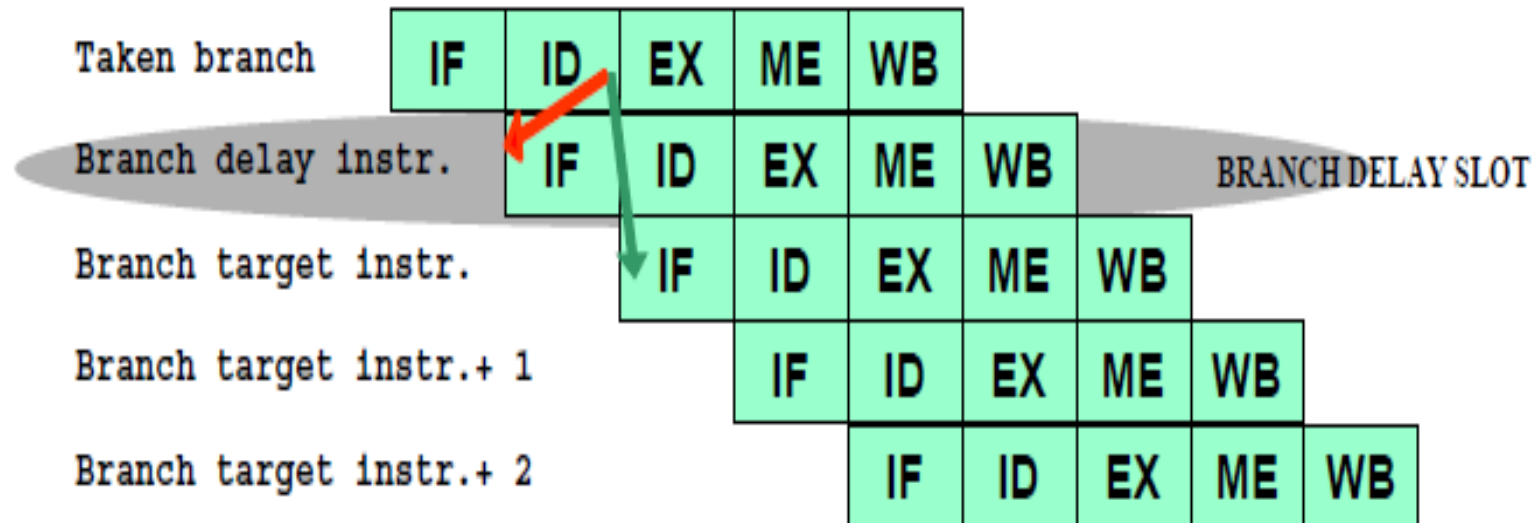 Taken branch IF ID EX ME WB
Branch delay instr. IF ID EX ME WB BRANCH DELAY SLOT
Branch target instr. IF ID EX ME WB
Branch target instr.+ 1 IF ID EX ME WB
Branch target instr.+ 2 IF ID EX ME WB